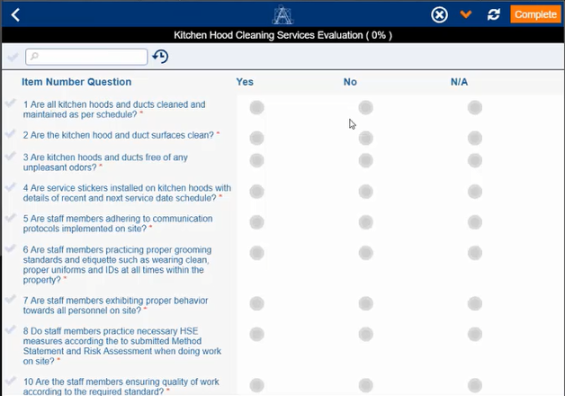 Complete
Kitchen Hood Cleaning Services Evaluation ( 0% )
Item Number Question Yes No N/A
1 Are all kitchen hoods and ducts cleaned and
maintained as per schedule? *
2 Are the kitchen hood and duct surfaces clean? *
3 Are kitchen hoods and ducts free of any
unpleasant odors? *
4 Are service stickers installed on kitchen hoods with
details of recent and next service date schedule? *
5 Are staff members adhering to communication
protocols implemented on site? *
6 Are staff members practicing proper grooming
standards and etiquette such as wearing clean,
proper uniforms and IDs at all times within the
property? *
7 Are staff members exhibiting proper behavior
towards all personnel on site? *
8 Do staff members practice necessary HSE
measures according the to submitted Method
Statement and Risk Assessment when doing work
on site? *
10 Are the staff members ensuring quality of work
according to the required standard? *